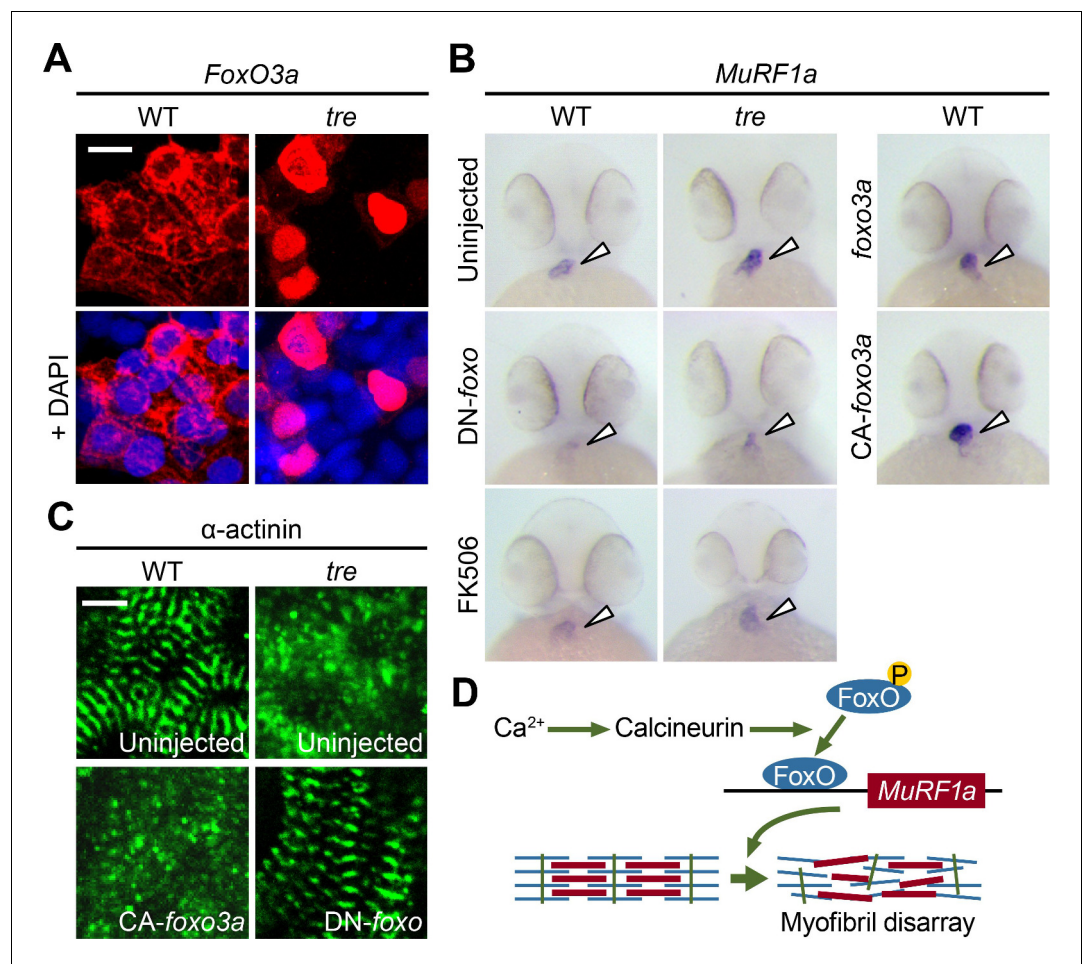 A
FoxO3a
WT tre
+ DAPI
B
MuRF1a
WT tre WT
Uninjected
foxo3a
DN-foxo
CA-foxo3a
FK506
C
α-actinin
WT tre
Uninjected Uninjected
CA-foxo3a DN-foxo
D
P
FoxO
Ca²⁺ Calcineurin
FoxO
MuRF1a
Myofibril disarray